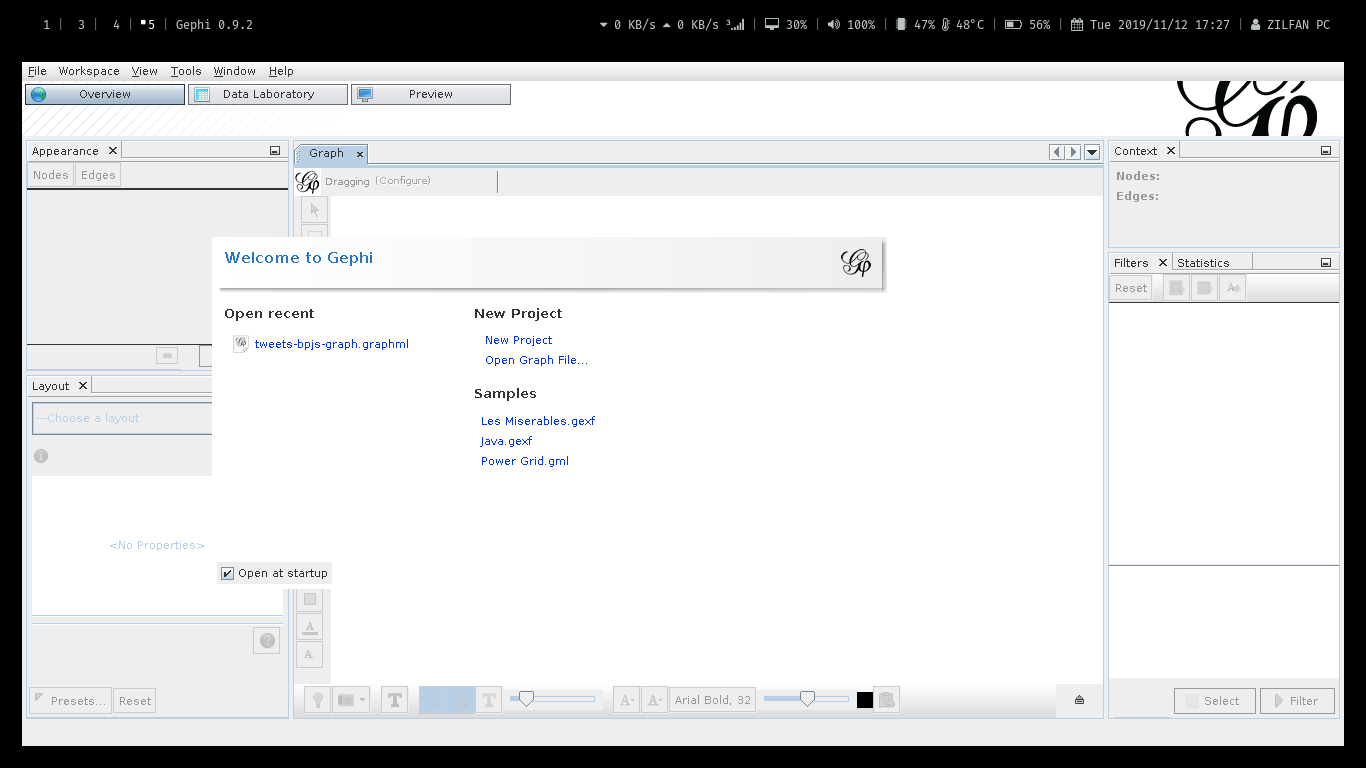 1 | 3 | 4 | 5 | Gephi 0.9.2
0 KB/s 0 KB/s 3 | 30% | 100% | 47% 48°C | 56% | Tue 2019/11/12 17:27 | ZILFAN PC
File Workspace View Tools Window Help
Overview Data Laboratory Preview
Appearance
Nodes Edges
Layout
---Choose a layout
<No Properties>
Presets... Reset
Graph
Dragging (Configure)
Welcome to Gephi
Open recent
tweets-bpjs-graph.graphml
New Project
New Project
Open Graph File...
Samples
Les Miserables.gexf
Java.gexf
Power Grid.gml
Open at startup
A
A
T T A- A- Arial Bold, 32
Context
Nodes:
Edges:
Filters Statistics
Reset
Select Filter